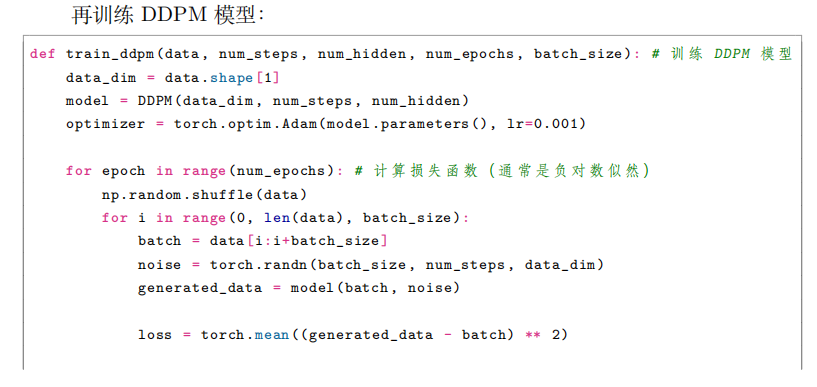 再训练 DDPM 模型：
def train_ddpm(data, num_steps, num_hidden, num_epochs, batch_size): # 训练 DDPM 模型
    data_dim = data.shape[1]
    model = DDPM(data_dim, num_steps, num_hidden)
    optimizer = torch.optim.Adam(model.parameters(), lr=0.001)

    for epoch in range(num_epochs): # 计算损失函数（通常是负对数似然）
        np.random.shuffle(data)
        for i in range(0, len(data), batch_size):
            batch = data[i:i+batch_size]
            noise = torch.randn(batch_size, num_steps, data_dim)
            generated_data = model(batch, noise)

            loss = torch.mean((generated_data - batch) ** 2)